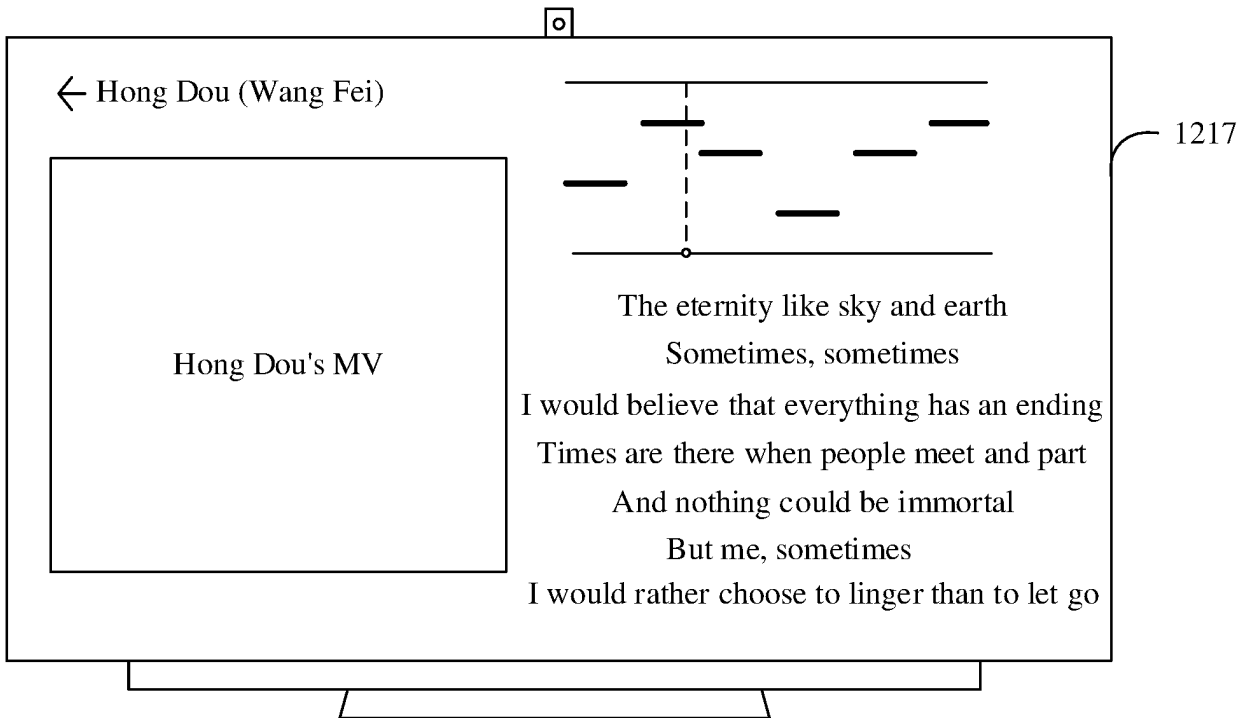 Hong Dou (Wang Fei)
1217
Hong Dou's MV
The eternity like sky and earth
Sometimes, sometimes
I would believe that everything has an ending
Times are there when people meet and part
And nothing could be immortal
But me, sometimes
I would rather choose to linger than to let go